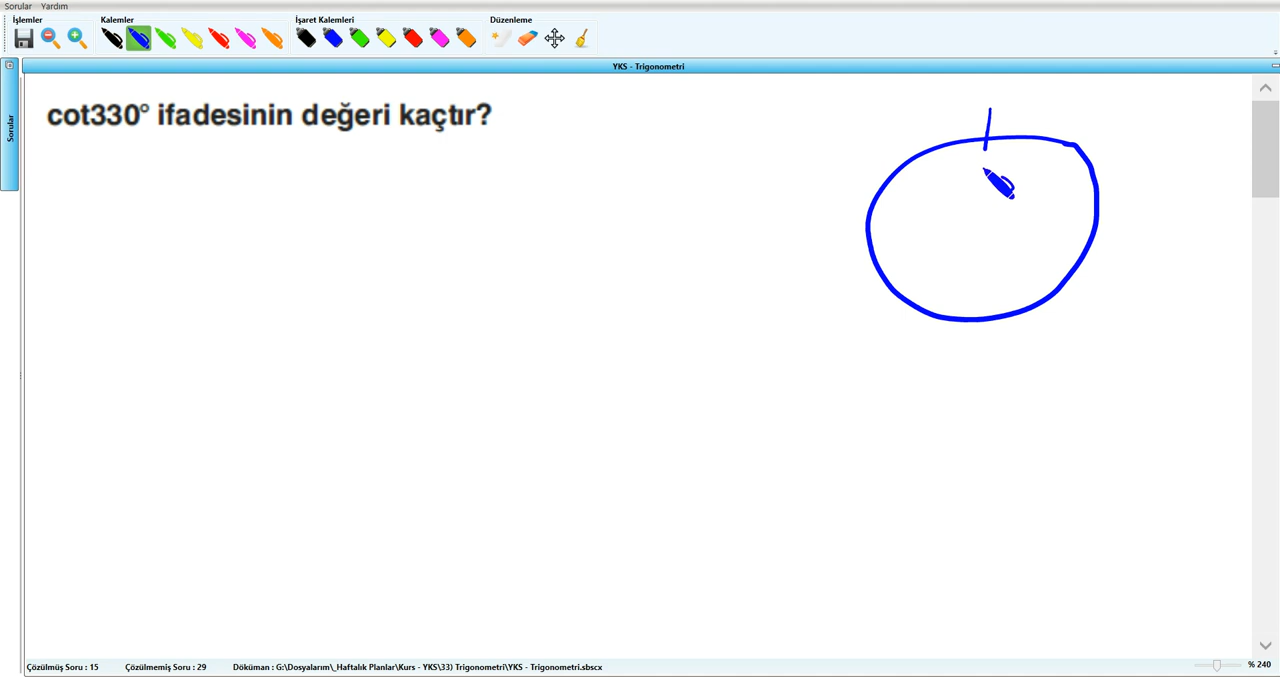 Sorular Yardım
İşlemler Kalemler İşaret Kalemleri Düzenleme
YKS - Trigonometri
Sorular
cot330° ifadesinin değeri kaçtır?
Çözülmüş Soru : 15 Çözülmemiş Soru : 29 Döküman : G:\Dosyalarım\_Haftalık Planlar\Kurs - YKS\33) Trigonometri\YKS - Trigonometri.sbscx % 240